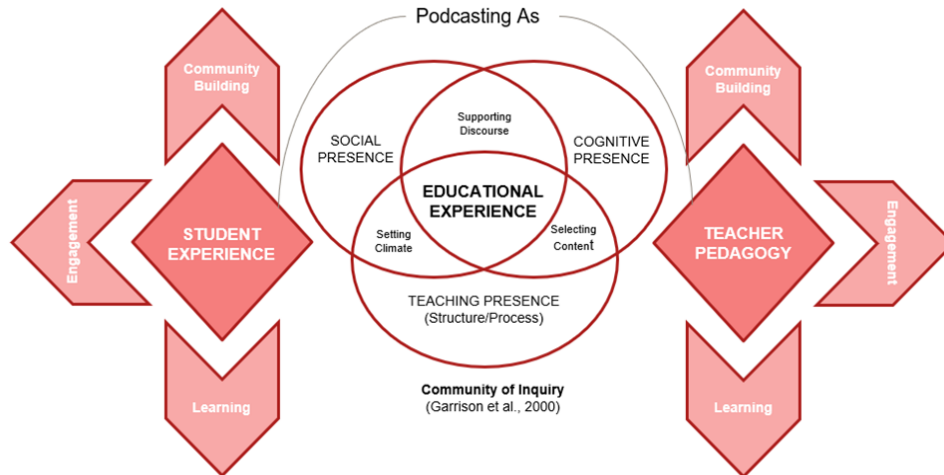 Podcasting As
Community
Building
Engagement
STUDENT
EXPERIENCE
Learning
SOCIAL
PRESENCE
Supporting
Discourse
COGNITIVE
PRESENCE
EDUCATIONAL
EXPERIENCE
Setting
Climate
Selecting
Content
TEACHING PRESENCE
(Structure/Process)
Community of Inquiry
(Garrison et al., 2000)
Community
Building
TEACHER
PEDAGOGY
Engagement
Learning